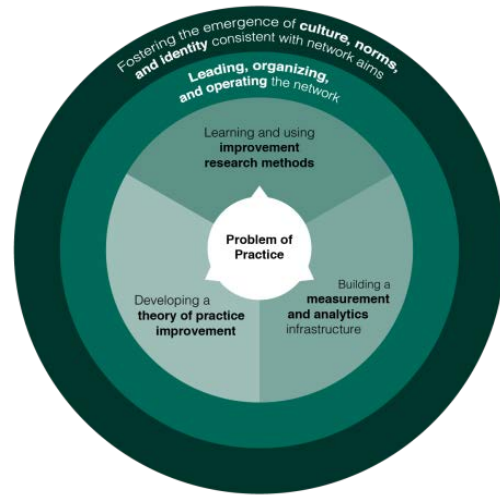 Fostering the emergence of culture, norms,
and identity consistent with network aims
Leading, organizing,
and operating the network
Learning and using
improvement
research methods
Problem of
Practice
Developing a
theory of practice
improvement
Building a
measurement
and analytics
infrastructure